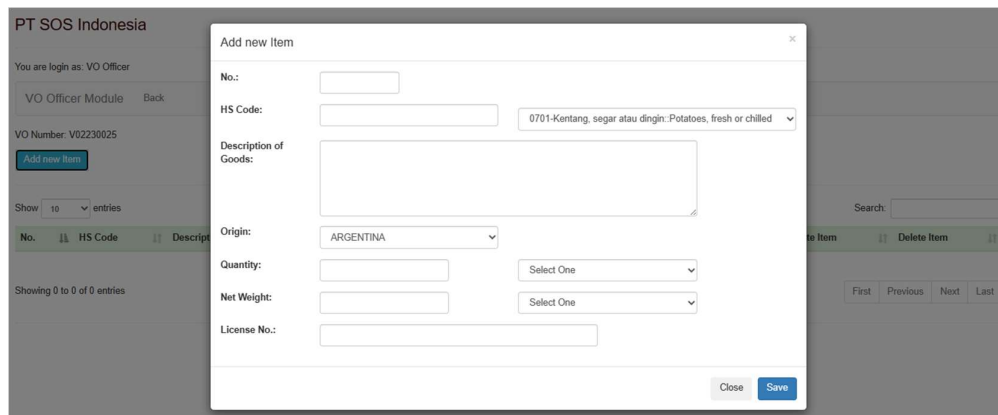 PT SOS Indonesia
Add new Item ×
You are login as: VO Officer
VO Officer Module Back
VO Number: V02230025
Add new Item
No.:
HS Code: 0701-Kentang, segar atau dingin::Potatoes, fresh or chilled
Description of
Goods:
Origin: ARGENTINA
Quantity: Select One
Net Weight: Select One
License No.:
Close Save
Show 10 entries
Search:
No. HS Code Descript te Item Delete Item
Showing 0 to 0 of 0 entries
First Previous Next Last